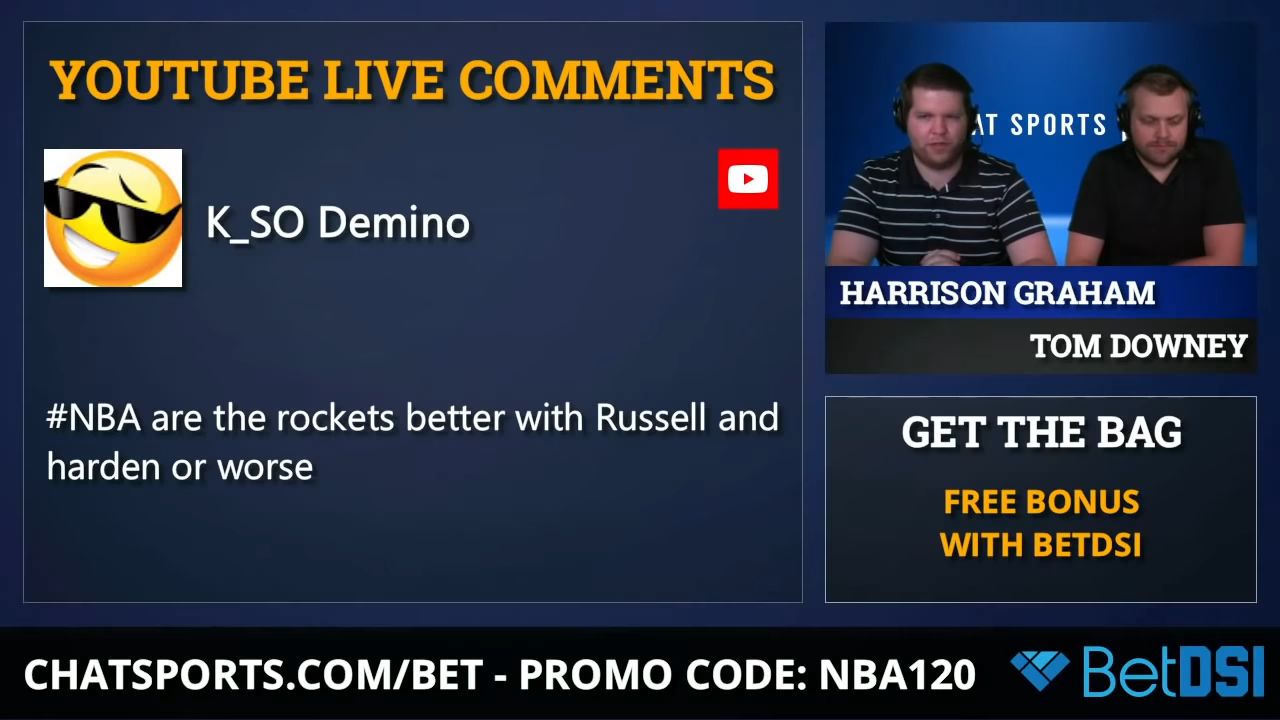 YOUTUBE LIVE COMMENTS
K_SO Demino
#NBA are the rockets better with Russell and
harden or worse
AT SPORTS
HARRISON GRAHAM
TOM DOWNEY
GET THE BAG
FREE BONUS
WITH BETDSI
CHATSPORTS.COM/BET - PROMO CODE: NBA120
BetDSI